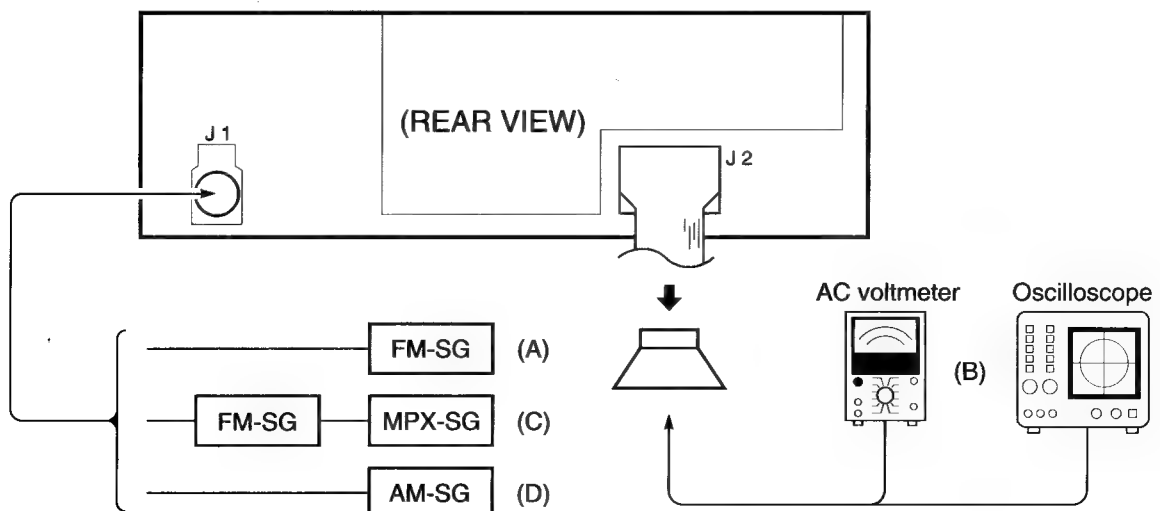 (REAR VIEW)
J 1
J 2
AC voltmeter
Oscilloscope
FM-SG (A)
(B)
FM-SG MPX-SG (C)
AM-SG (D)